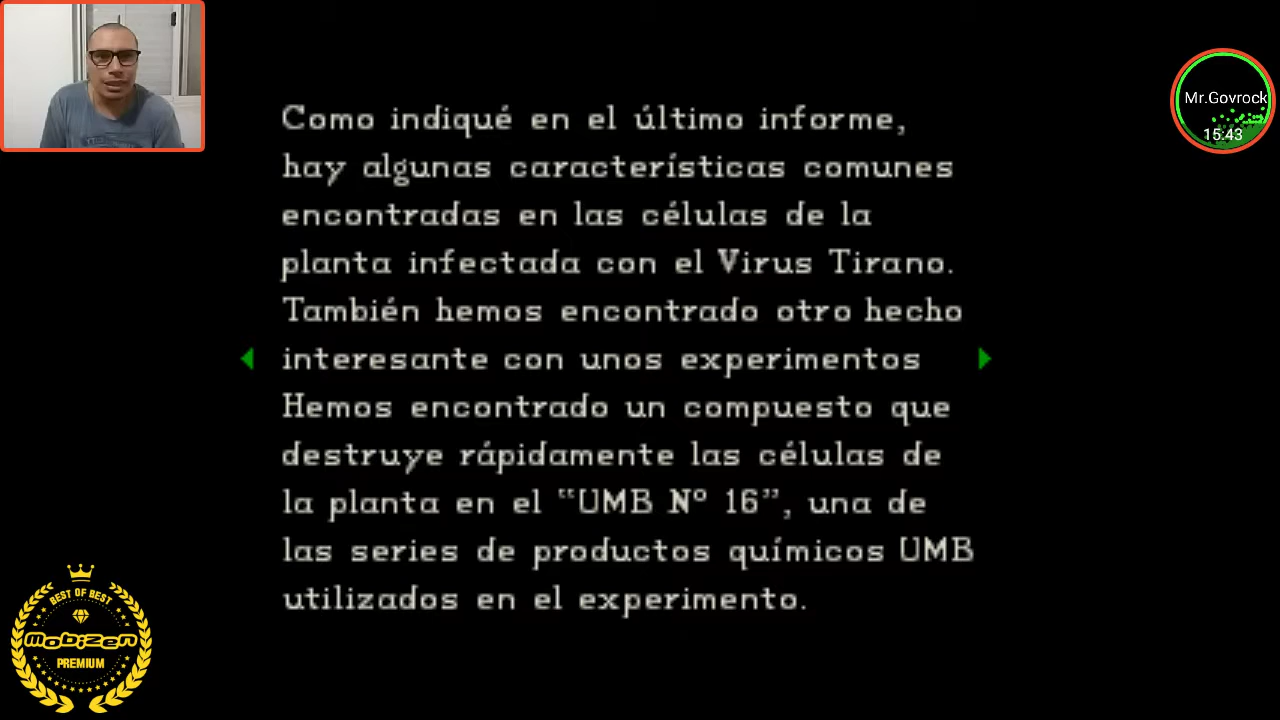 Como indiqué en el último informe,
hay algunas características comunes
encontradas en las células de la
planta infectada con el Virus Tirano.
También hemos encontrado otro hecho
interesante con unos experimentos
Hemos encontrado un compuesto que
destruye rápidamente las células de
la planta en el “UMB Nº 16”, una de
las series de productos químicos UMB
utilizados en el experimento.
Mr.Govrock
15:43
BEST OF BEST
mobizen
PREMIUM